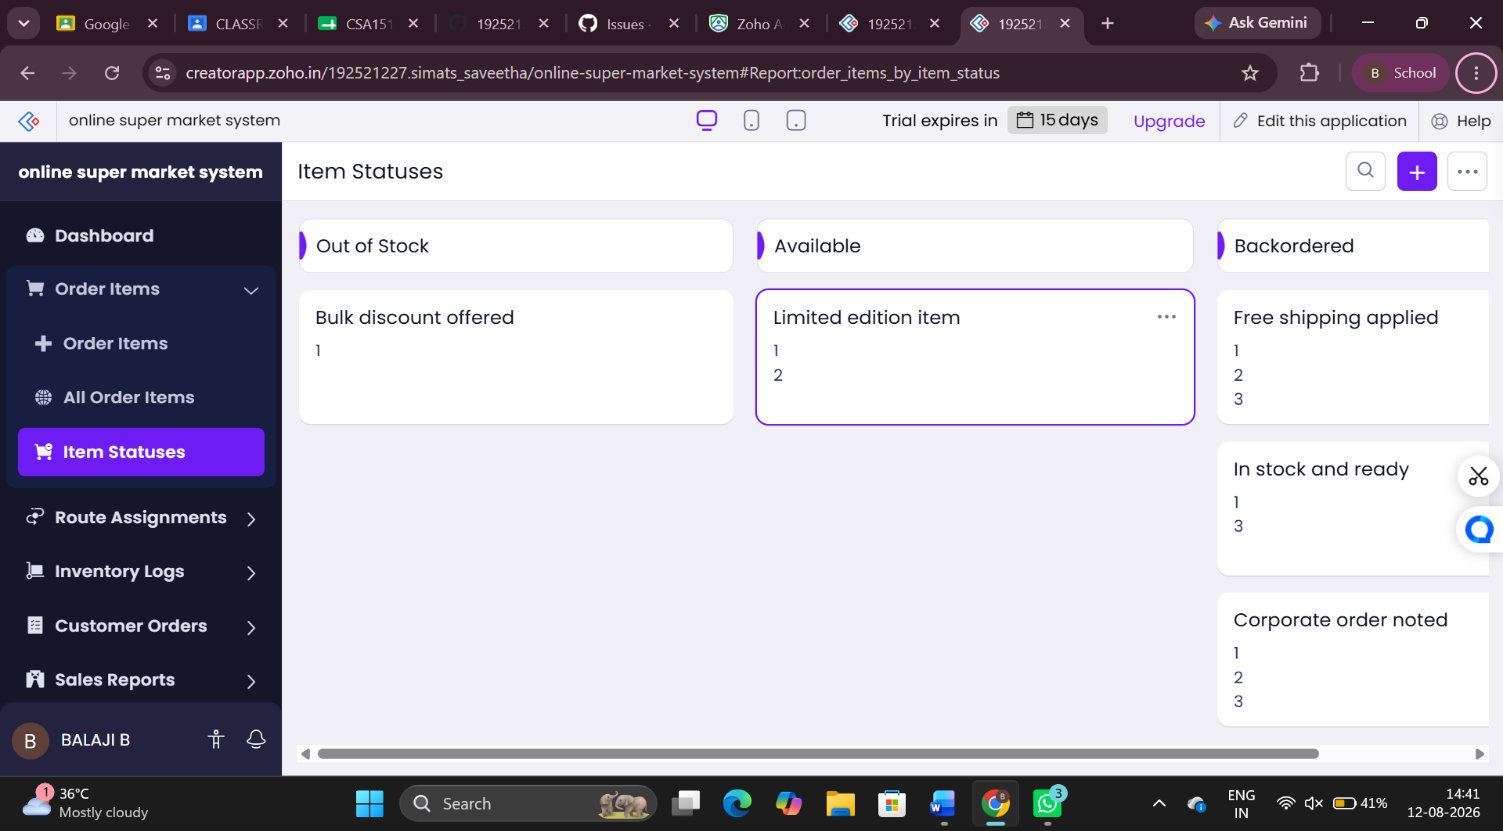 Google
CLASSR
CSA151
192521
Issues -
Zoho A
192521
192521
Ask Gemini
creatorapp.zoho.in/192521227.simats_saveetha/online-super-market-system#Report:order_items_by_item_status
B School
online super market system
Trial expires in 15 days
Upgrade
Edit this application
Help
online super market system
Dashboard
Order Items
Order Items
All Order Items
Item Statuses
Route Assignments
Inventory Logs
Customer Orders
Sales Reports
B BALAJI B
Item Statuses
Out of Stock
Bulk discount offered
1
Available
Limited edition item
1
2
Backordered
Free shipping applied
1
2
3
In stock and ready
1
3
Corporate order noted
1
2
3
1
36°C
Mostly cloudy
Search
3
ENG
IN
41%
14:41
12-08-2026